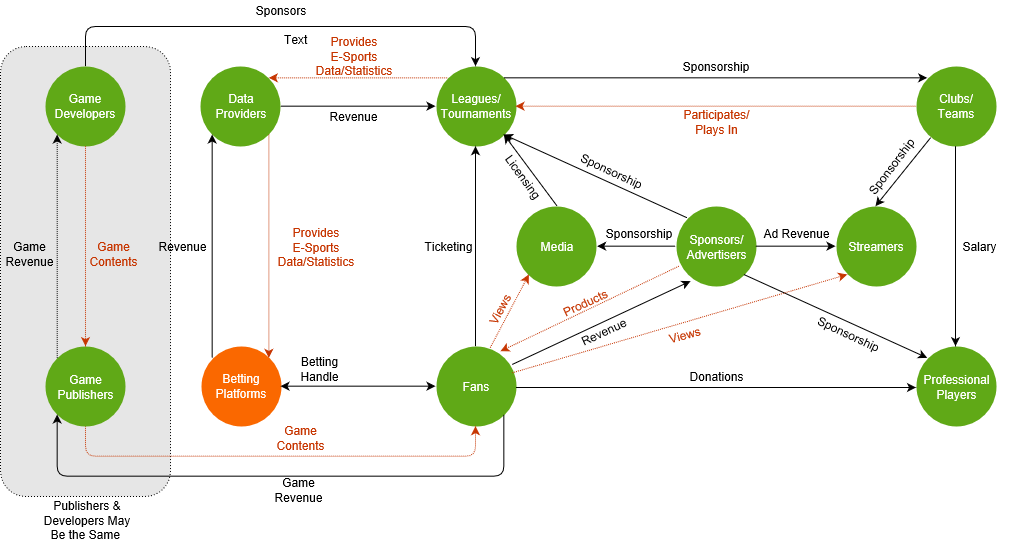 Sponsors
Text
Provides
E-Sports
Data/Statistics
Sponsorship
Game
Developers
Data
Providers
Revenue
Leagues/
Tournaments
Participates/
Plays In
Clubs/
Teams
Licensing
Sponsorship
Sponsorship
Game
Revenue
Game
Contents
Revenue
Provides
E-Sports
Data/Statistics
Ticketing
Media
Sponsorship
Sponsors/
Advertisers
Ad Revenue
Streamers
Salary
Views
Products
Revenue
Views
Sponsorship
Game
Publishers
Betting
Platforms
Betting
Handle
Fans
Donations
Professional
Players
Game
Contents
Game
Revenue
Publishers &
Developers May
Be the Same